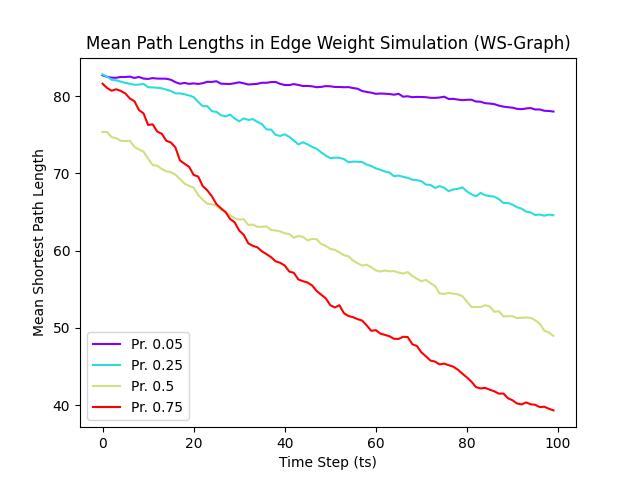 Mean Path Lengths in Edge Weight Simulation (WS-Graph)
Mean Shortest Path Length
80
70
60
50
40
Pr. 0.05
Pr. 0.25
Pr. 0.5
Pr. 0.75
0 20 40 60 80 100
Time Step (ts)